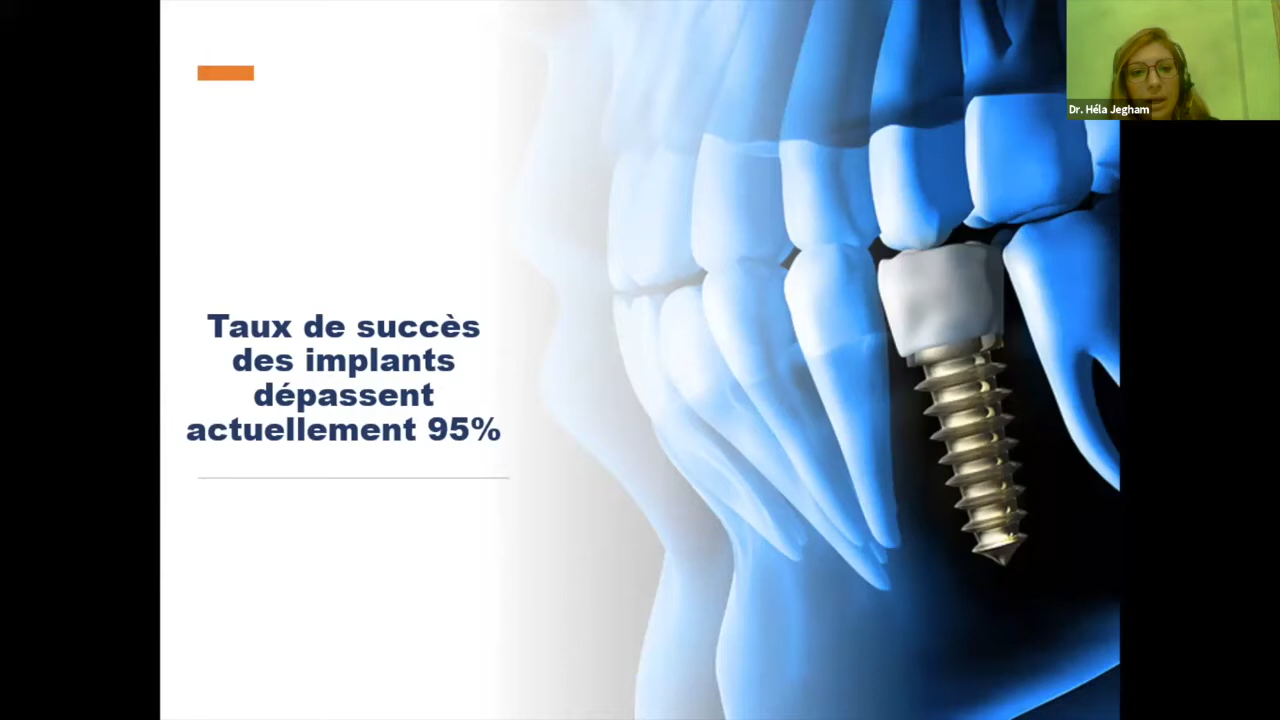 Dr. Héla Jegham
Taux de succès
des implants
dépassent
actuellement 95%